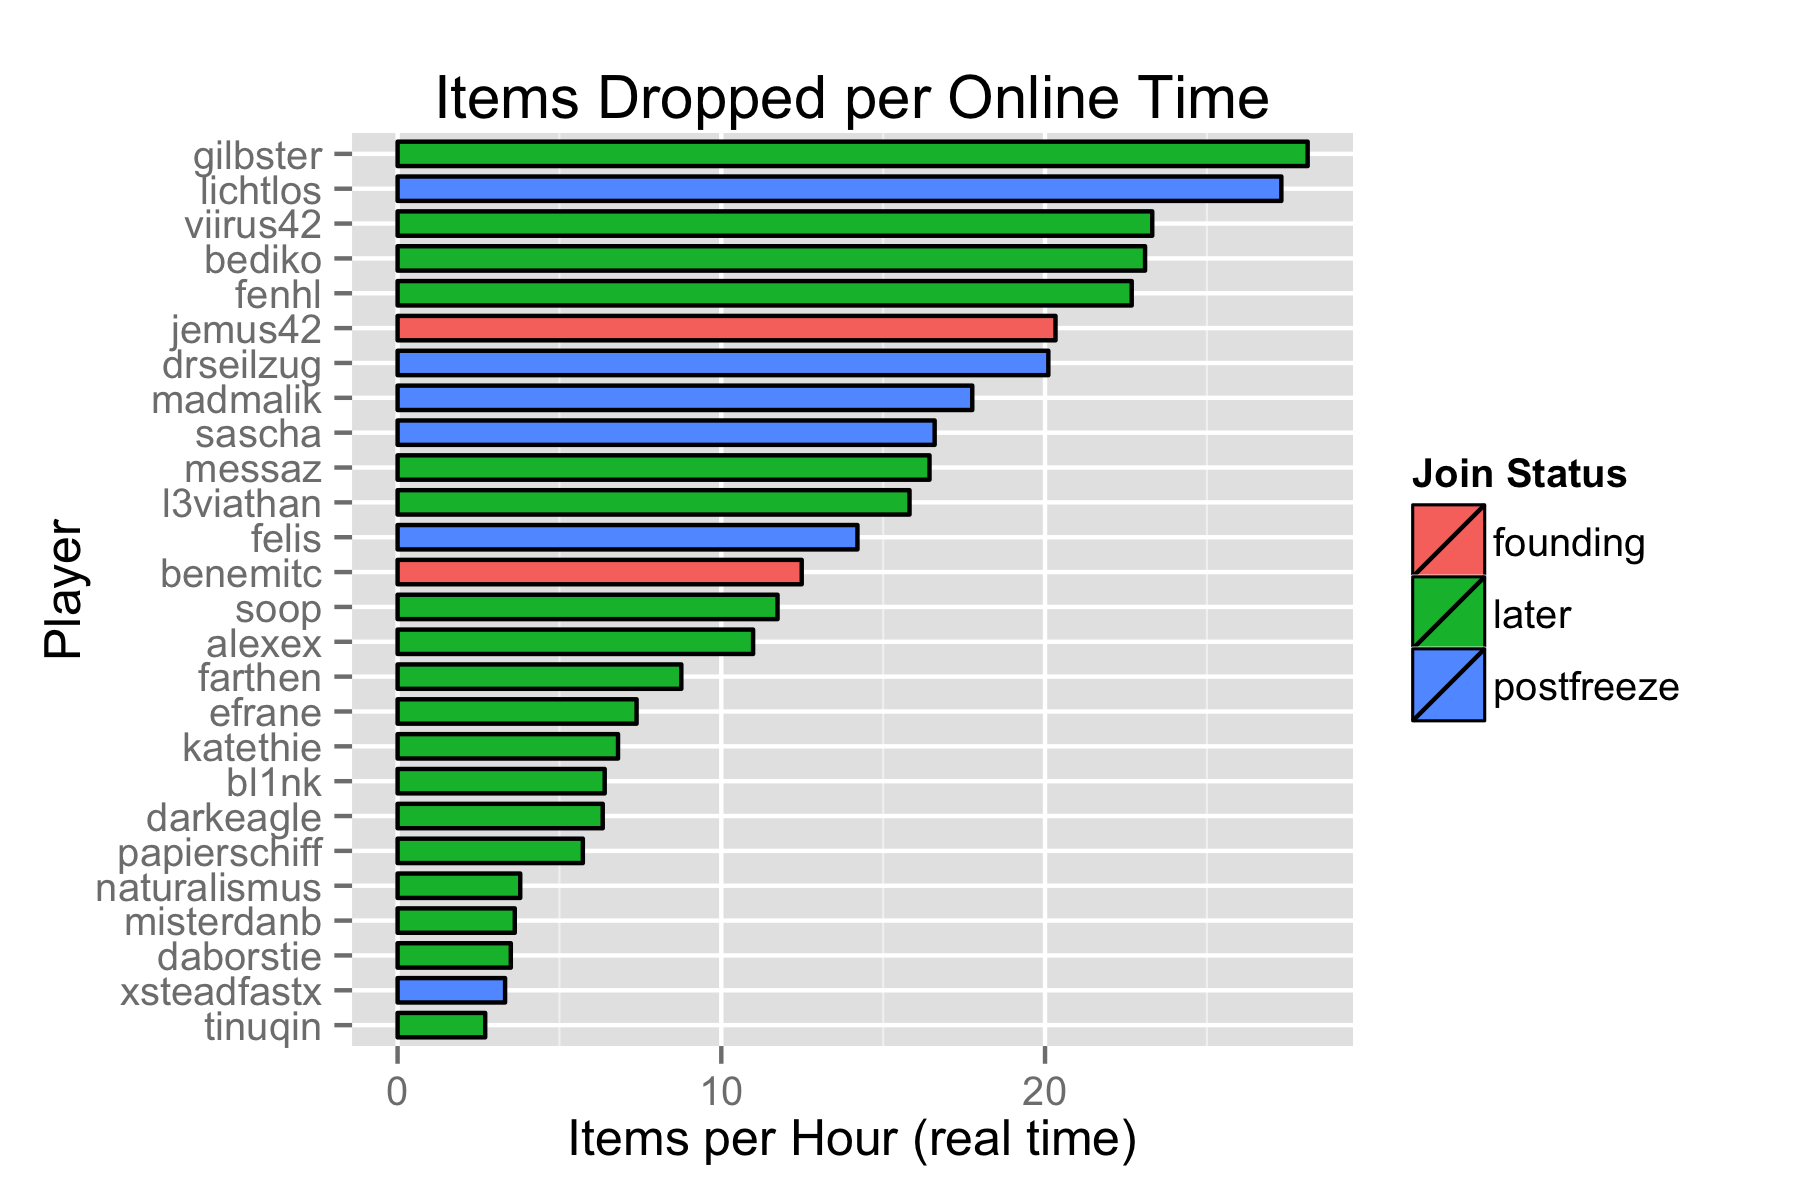 Items Dropped per Online Time
Player
gilbster
lichtlos
viirus42
bediko
fenhl
jemus42
drseilzug
madmalik
sascha
messaz
l3viathan
felis
benemitc
soop
alexex
farthen
efrane
katethie
bl1nk
darkeagle
papierschiff
naturalismus
misterdanb
daborstie
xsteadfastx
tinuqin
0 10 20
Items per Hour (real time)
Join Status
founding
later
postfreeze